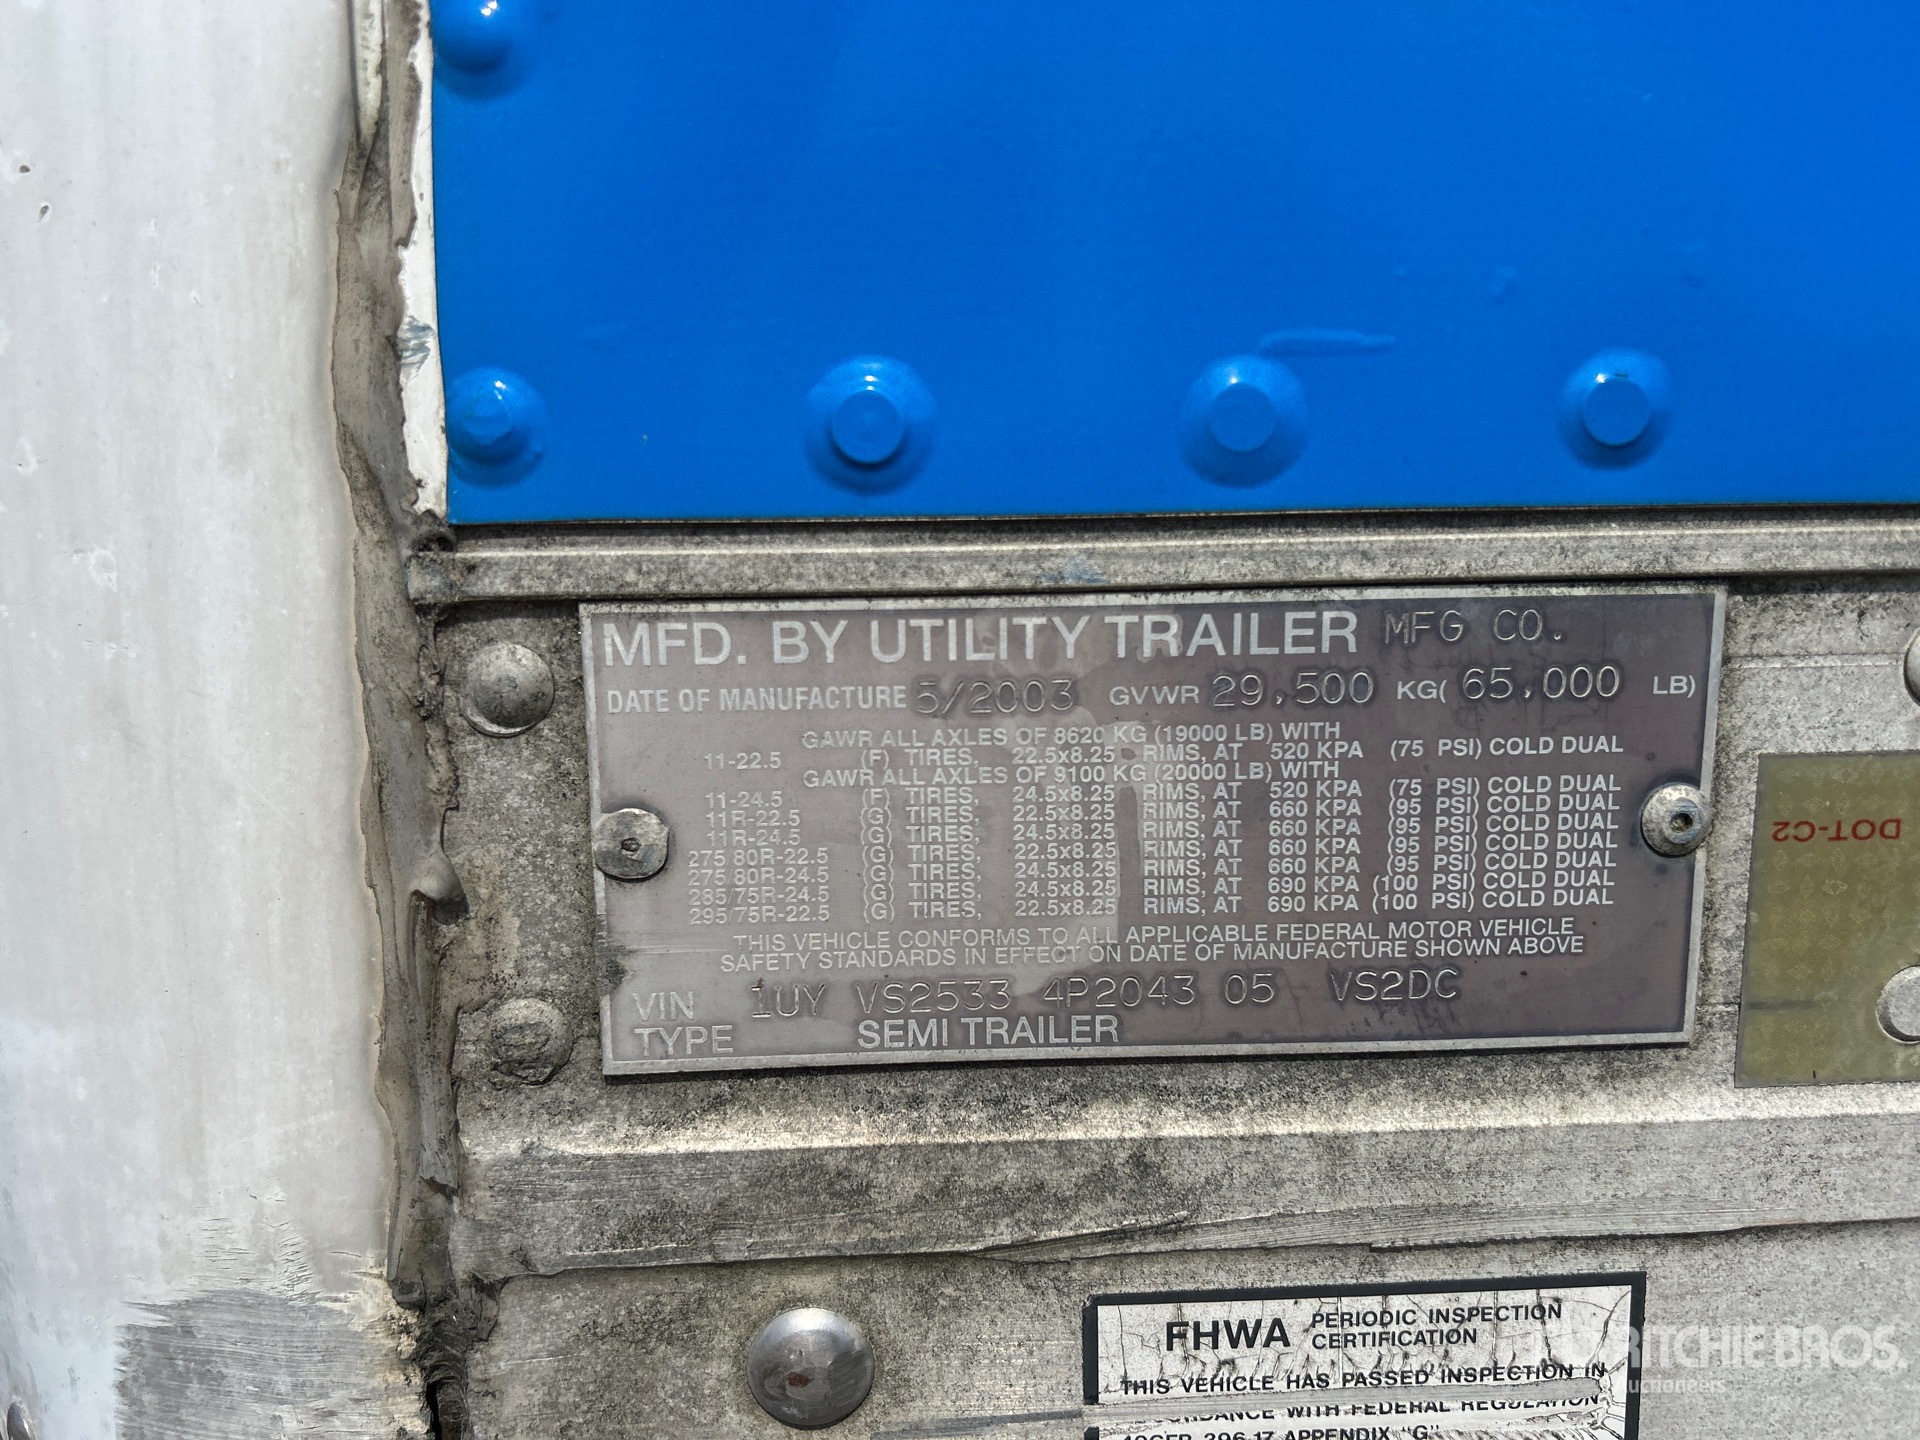 MFD. BY UTILITY TRAILER MFG CO.
DATE OF MANUFACTURE 5/2003 GVWR 29,500 KG( 65,000 LB)
GAWR ALL AXLES OF 8620 KG (19000 LB) WITH
11-22.5 (F) TIRES, 22.5x8.25 RIMS, AT 520 KPA (75 PSI) COLD DUAL
GAWR ALL AXLES OF 9100 KG (20000 LB) WITH
11-24.5 (F) TIRES, 24.5x8.25 RIMS, AT 520 KPA (75 PSI) COLD DUAL
11R-22.5 (G) TIRES, 22.5x8.25 RIMS, AT 660 KPA (95 PSI) COLD DUAL
11R-24.5 (G) TIRES, 24.5x8.25 RIMS, AT 660 KPA (95 PSI) COLD DUAL
275/80R-22.5 (G) TIRES, 22.5x8.25 RIMS, AT 660 KPA (95 PSI) COLD DUAL
275/80R-24.5 (G) TIRES, 24.5x8.25 RIMS, AT 660 KPA (95 PSI) COLD DUAL
285/75R-24.5 (G) TIRES, 24.5x8.25 RIMS, AT 690 KPA (100 PSI) COLD DUAL
295/75R-22.5 (G) TIRES, 22.5x8.25 RIMS, AT 690 KPA (100 PSI) COLD DUAL
THIS VEHICLE CONFORMS TO ALL APPLICABLE FEDERAL MOTOR VEHICLE
SAFETY STANDARDS IN EFFECT ON DATE OF MANUFACTURE SHOWN ABOVE
VIN 1UY VS2533 4P2043 05 VS2DC
TYPE SEMI TRAILER
DOT-C2
FHWA PERIODIC INSPECTION
CERTIFICATION
THIS VEHICLE HAS PASSED INSPECTION IN
WITH FEDERAL REGULATION
396.17 APPENDIX "G"
RITCHIE BROS.
Auctioneers